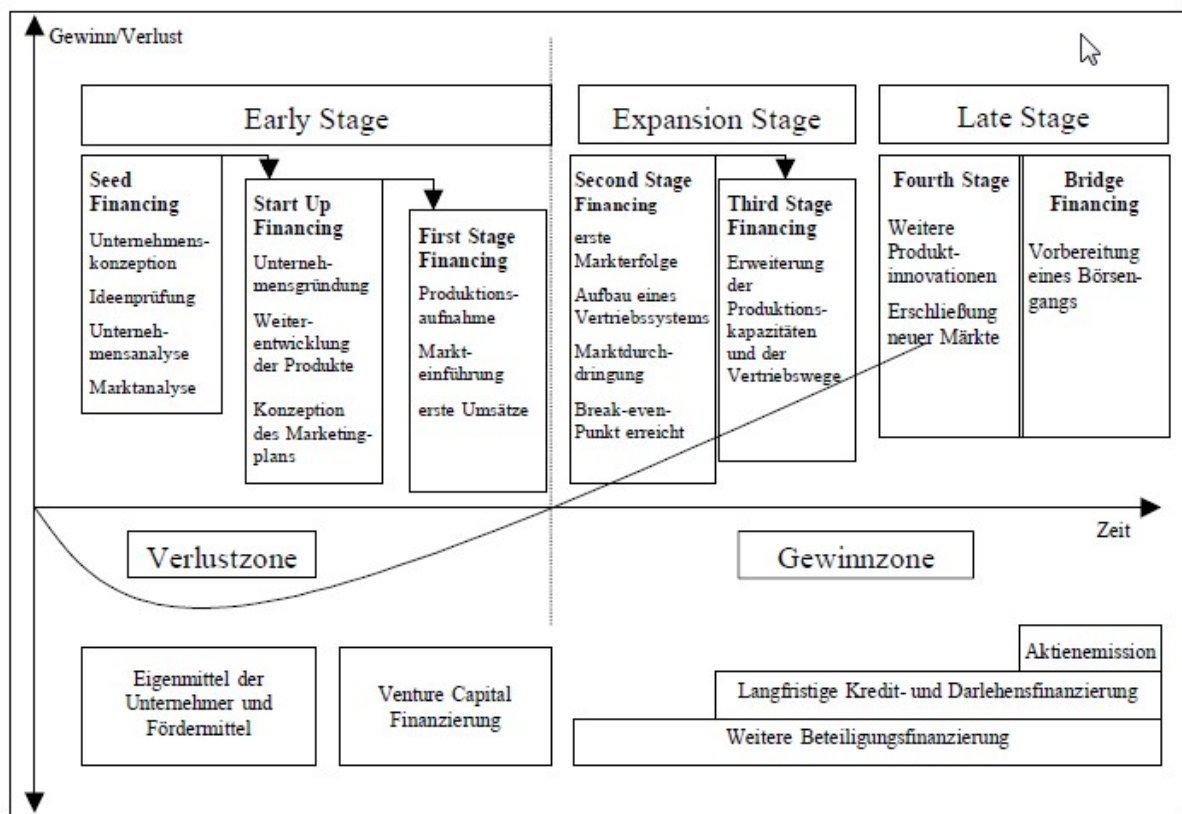 Gewinn/Verlust
Early Stage
Expansion Stage
Late Stage
Seed
Financing
Unternehmens-
konzeption
Ideenprüfung
Unterneh-
mensanalyse
Marktanalyse
Start Up
Financing
Unterneh-
mensgründung
Weiter-
entwicklung
der Produkte
Konzeption
des Marketing-
plans
First Stage
Financing
Produktions-
aufnahme
Markt-
einführung
erste Umsätze
Second Stage
Financing
erste
Markterfolge
Aufbau eines
Vertriebssystems
Marktdurch-
dringung
Break-even-
Punkt erreicht
Third Stage
Financing
Erweiterung
der
Produktions-
kapazitäten
und der
Vertriebswege
Fourth Stage
Weitere
Produkt-
innovationen
Erschließung
neuer Märkte
Bridge
Financing
Vorbereitung
eines Börsen-
gangs
Zeit
Verlustzone
Gewinnzone
Eigenmittel der
Unternehmer und
Fördermittel
Venture Capital
Finanzierung
Aktienemission
Langfristige Kredit- und Darlehensfinanzierung
Weitere Beteiligungsfinanzierung